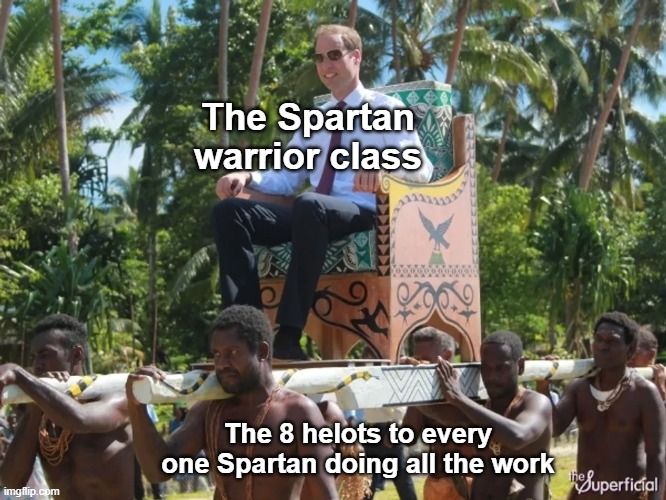 The Spartan
warrior class
The 8 helots to every
one Spartan doing all the work
the Superficial
imgflip.com